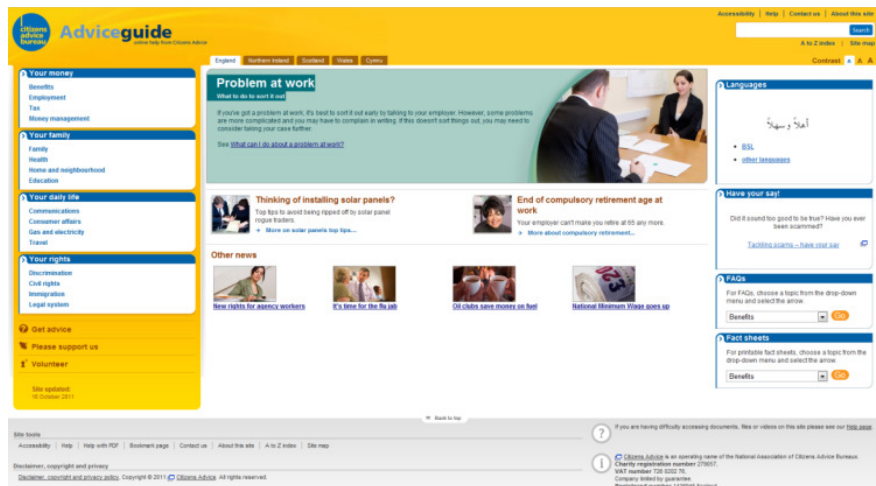 Accessibility | Help | Contact us | About this site
citizens advice bureau
Adviceguide
online help from Citizens Advice
Search
A to Z index | Site map
England Northern Ireland Scotland Wales Cymru
Contrast A A A
Your money
Benefits
Employment
Tax
Money management
Your family
Family
Health
Home and neighbourhood
Education
Your daily life
Communications
Consumer affairs
Gas and electricity
Travel
Your rights
Discrimination
Civil rights
Immigration
Legal system
Get advice
Please support us
Volunteer
Site updated:
16 October 2011
Problem at work
What to do to sort it out
If you've got a problem at work, it's best to sort it out early by talking to your employer. However, some problems
are more complicated and you may have to complain in writing. If this doesn't sort things out, you may need to
consider taking your case further.
See What can I do about a problem at work?
Thinking of installing solar panels?
Top tips to avoid being ripped off by solar panel
rogue traders.
More on solar panels top tips...
End of compulsory retirement age at
work
Your employer can't make you retire at 65 any more.
More about compulsory retirement...
Other news
New rights for agency workers
It's time for the flu jab
Oil clubs save money on fuel
National Minimum Wage goes up
Languages
أهلاً و سهلاً
BSL
other languages
Have your say!
Did it sound too good to be true? Have you ever
been scammed?
Tackling scams – have your say
FAQs
For FAQs, choose a topic from the drop-down
menu and select the arrow.
Benefits
Go
Fact sheets
For printable fact sheets, choose a topic from the
drop-down menu and select the arrow
Benefits
Go
Back to top
Site tools
Accessibility | Help | Help with PDF | Bookmark page | Contact us | About this site | A to Z index | Site map
Disclaimer, copyright and privacy
Disclaimer, copyright and privacy policy. Copyright © 2011 Citizens Advice. All rights reserved.
If you are having difficulty accessing documents, files or videos on this site please see our Help page.
Citizens Advice is an operating name of the National Association of Citizens Advice Bureaux.
Charity registration number 279057,
VAT number 726 0202 76,
Company limited by guarantee.